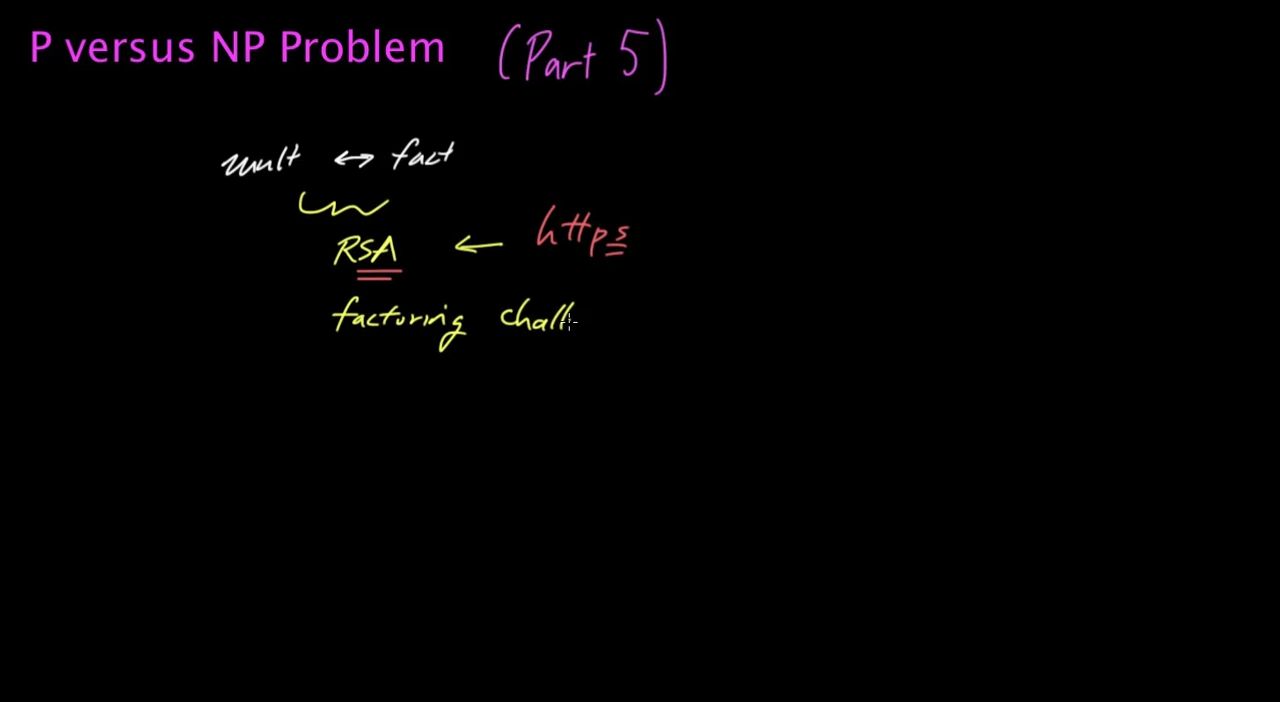 P versus NP Problem (Part 5)
mult ↔ fact
RSA ← https
factoring chall